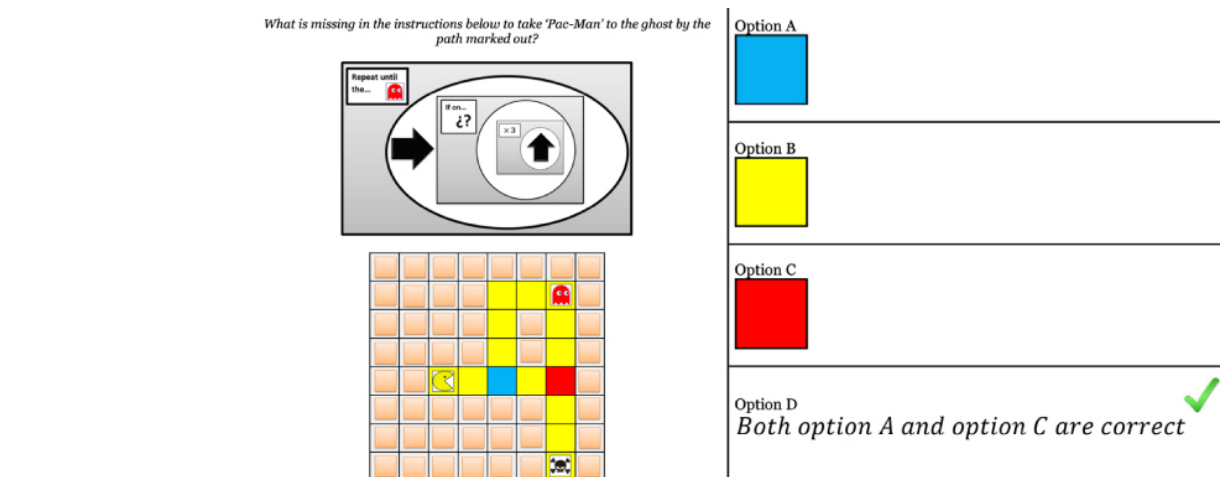 What is missing in the instructions below to take ‘Pac-Man’ to the ghost by the
path marked out?
Repeat until
the...
If on...
¿?
x 3
Option A
Option B
Option C
Option D
Both option A and option C are correct